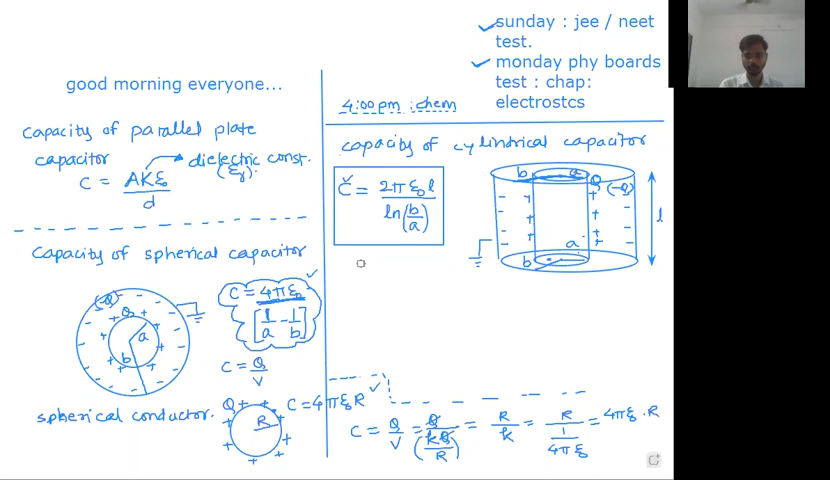 ✓sunday : jee / neet
test.
✓ monday phy boards
test : chap:
electrostcs
good morning everyone...
4:00pm :chem
Capacity of parallel plate
capacitor → dielectric const.
(εr).
C = AKε₀/d
capacity of cylindrical capacitor
C = 2πε₀l / ln(b/a)
b a Q (-Q)
l
a
b
Capacity of spherical capacitor
(-Q)
Q
a
b
C = 4πε₀
[1/a - 1/b]
C = Q/V
spherical conductor.
Q
R
C = 4πε₀R ✓
C = Q/V = Q/(kQ/R) = R/k = R/(1/4πε₀) = 4πε₀.R